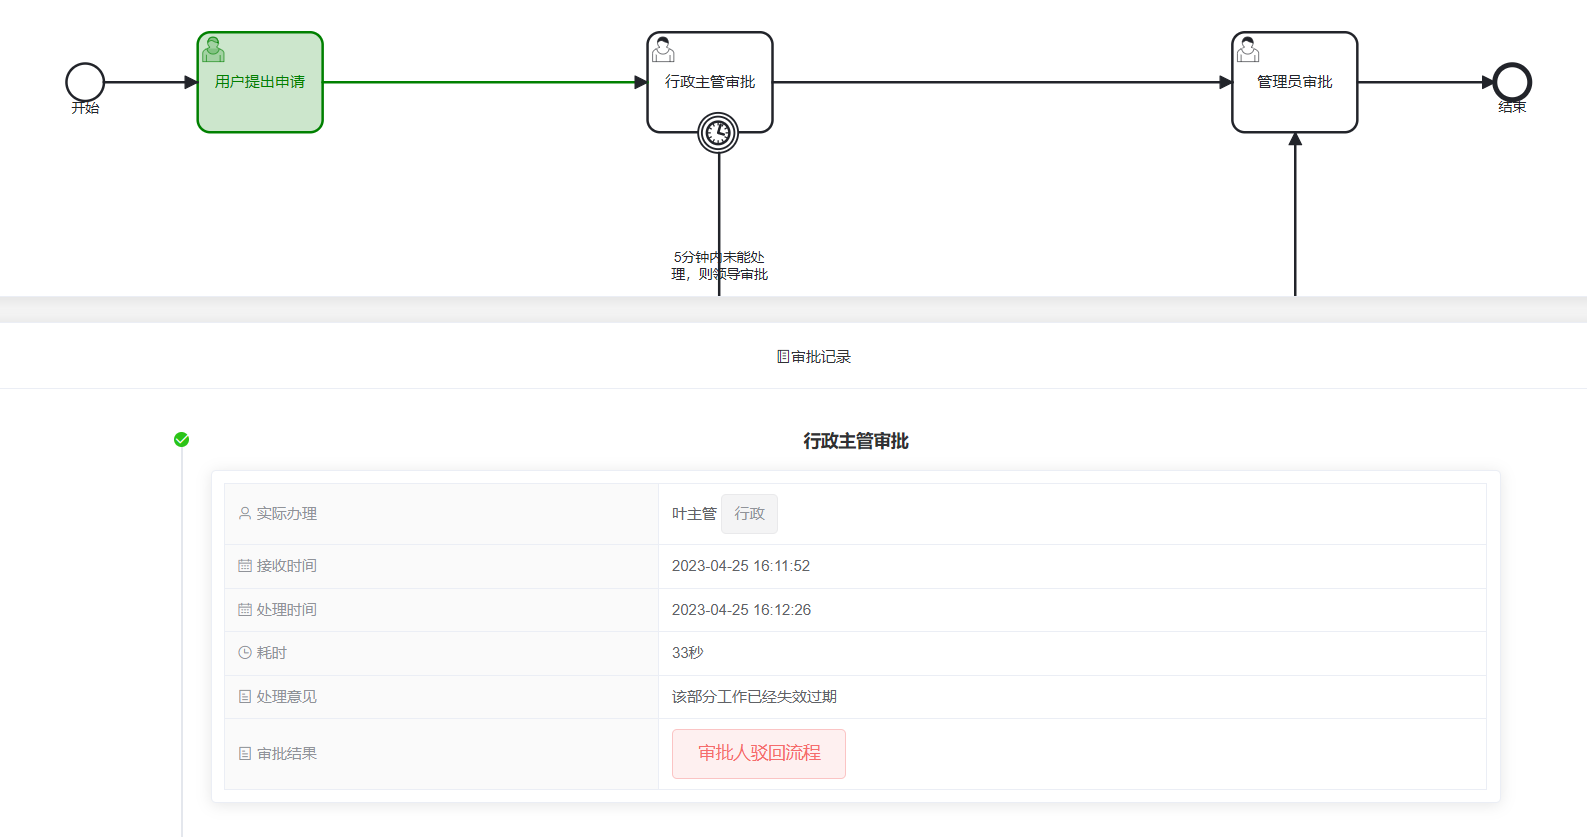 用户提出申请
行政主管审批
管理员审批
开始
结束
5分钟内未能处
理，则领导审批
审批记录
行政主管审批
实际办理
叶主管 行政
接收时间
2023-04-25 16:11:52
处理时间
2023-04-25 16:12:26
耗时
33秒
处理意见
该部分工作已经失效过期
审批结果
审批人驳回流程